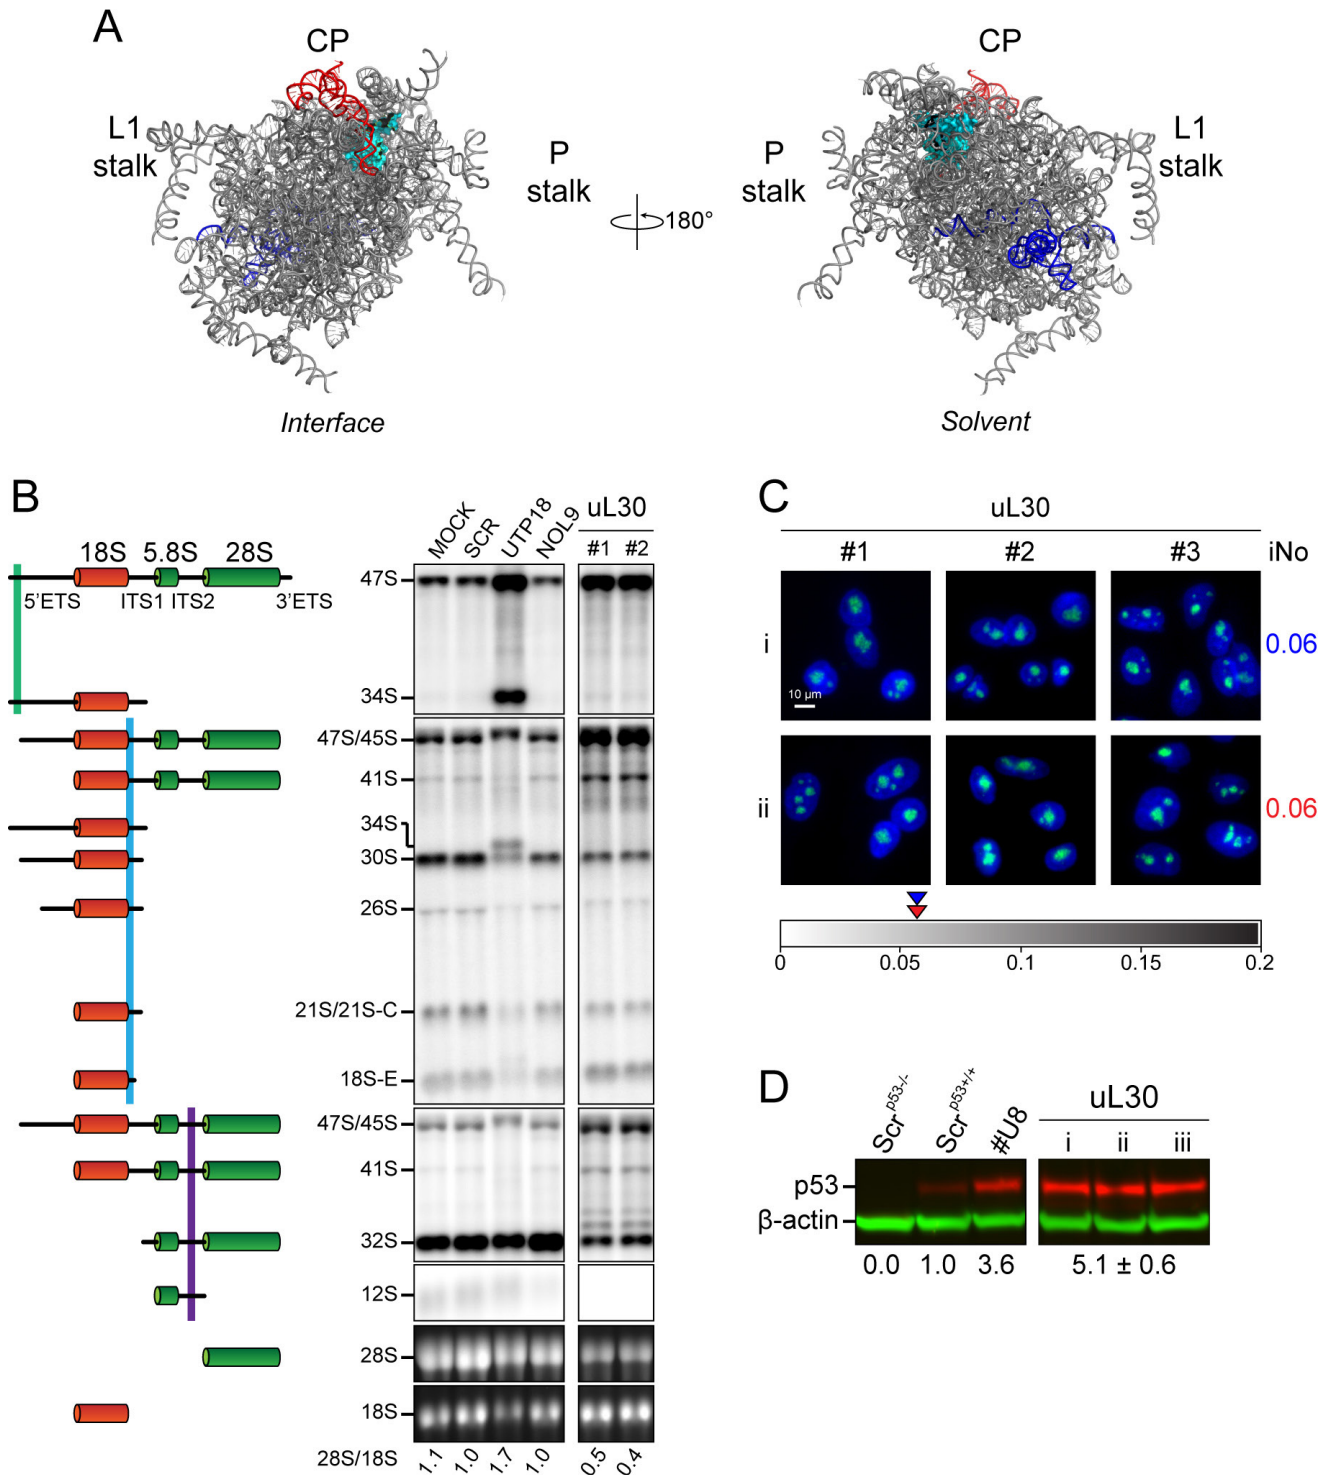 A
CP
L1
stalk
P
stalk
180°
CP
P
stalk
L1
stalk
Interface
Solvent
B
MOCK
SCR
UTP18
NOL9
uL30
#1 #2
18S 5.8S 28S
5'ETS ITS1 ITS2 3'ETS
47S
34S
47S/45S
41S
34S
30S
26S
21S/21S-C
18S-E
47S/45S
41S
32S
12S
28S
18S
28S/18S 1.1 1.0 1.7 1.0 0.5 0.4
C
uL30
#1 #2 #3 iNo
i 0.06
10 µm
ii 0.06
0 0.05 0.1 0.15 0.2
D
Scr p53-/-
Scr p53+/+
#U8
uL30
i ii iii
p53
β-actin
0.0 1.0 3.6 5.1 ± 0.6